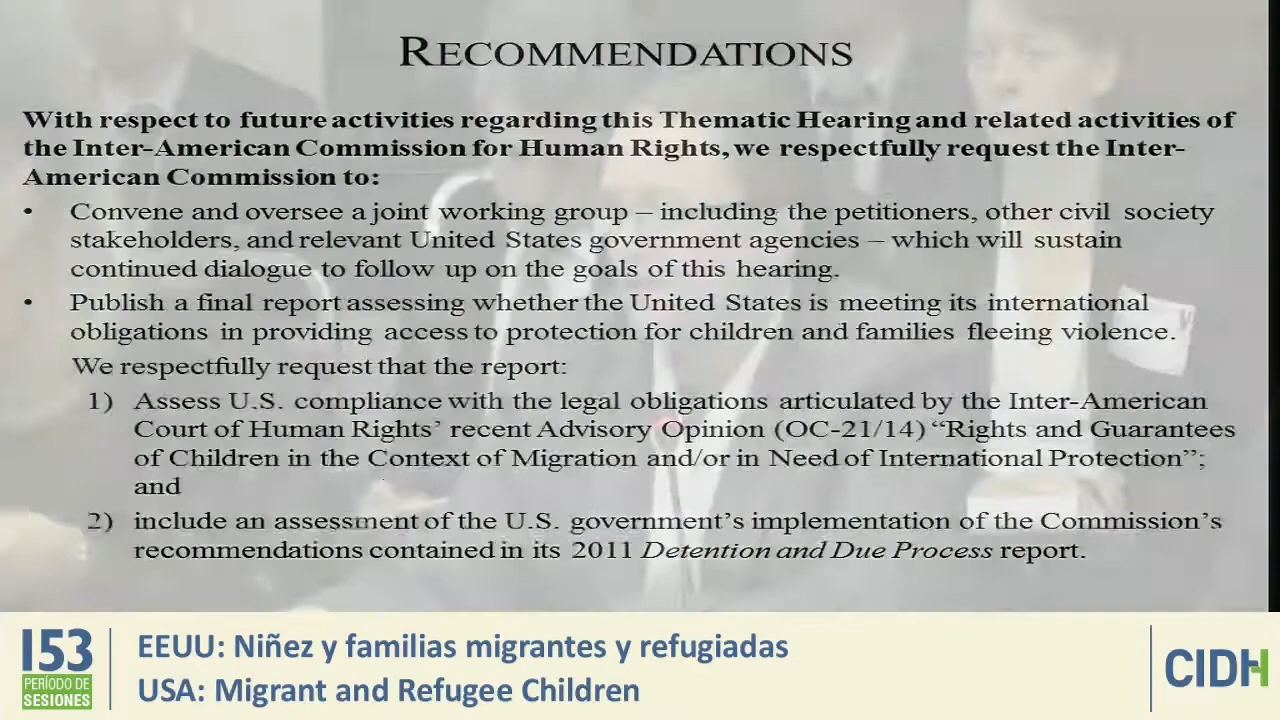 RECOMMENDATIONS
With respect to future activities regarding this Thematic Hearing and related activities of
the Inter-American Commission for Human Rights, we respectfully request the Inter-
American Commission to:
• Convene and oversee a joint working group – including the petitioners, other civil society
stakeholders, and relevant United States government agencies – which will sustain
continued dialogue to follow up on the goals of this hearing.
• Publish a final report assessing whether the United States is meeting its international
obligations in providing access to protection for children and families fleeing violence.
We respectfully request that the report:
1) Assess U.S. compliance with the legal obligations articulated by the Inter-American
Court of Human Rights’ recent Advisory Opinion (OC-21/14) “Rights and Guarantees
of Children in the Context of Migration and/or in Need of International Protection”;
and
2) include an assessment of the U.S. government’s implementation of the Commission’s
recommendations contained in its 2011 Detention and Due Process report.
153
PERÍODO DE
SESIONES
EEUU: Niñez y familias migrantes y refugiadas
USA: Migrant and Refugee Children
CIDH